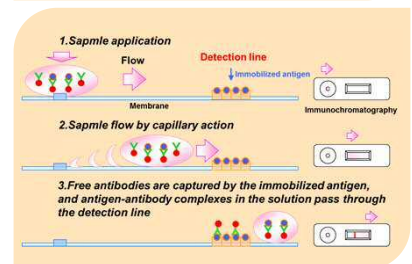 1.Sapmle application
Flow
Detection line
Immobilized antigen
Membrane
Immunochromatography
2.Sapmle flow by capillary action
3.Free antibodies are captured by the immobilized antigen,
and antigen-antibody complexes in the solution pass through
the detection line